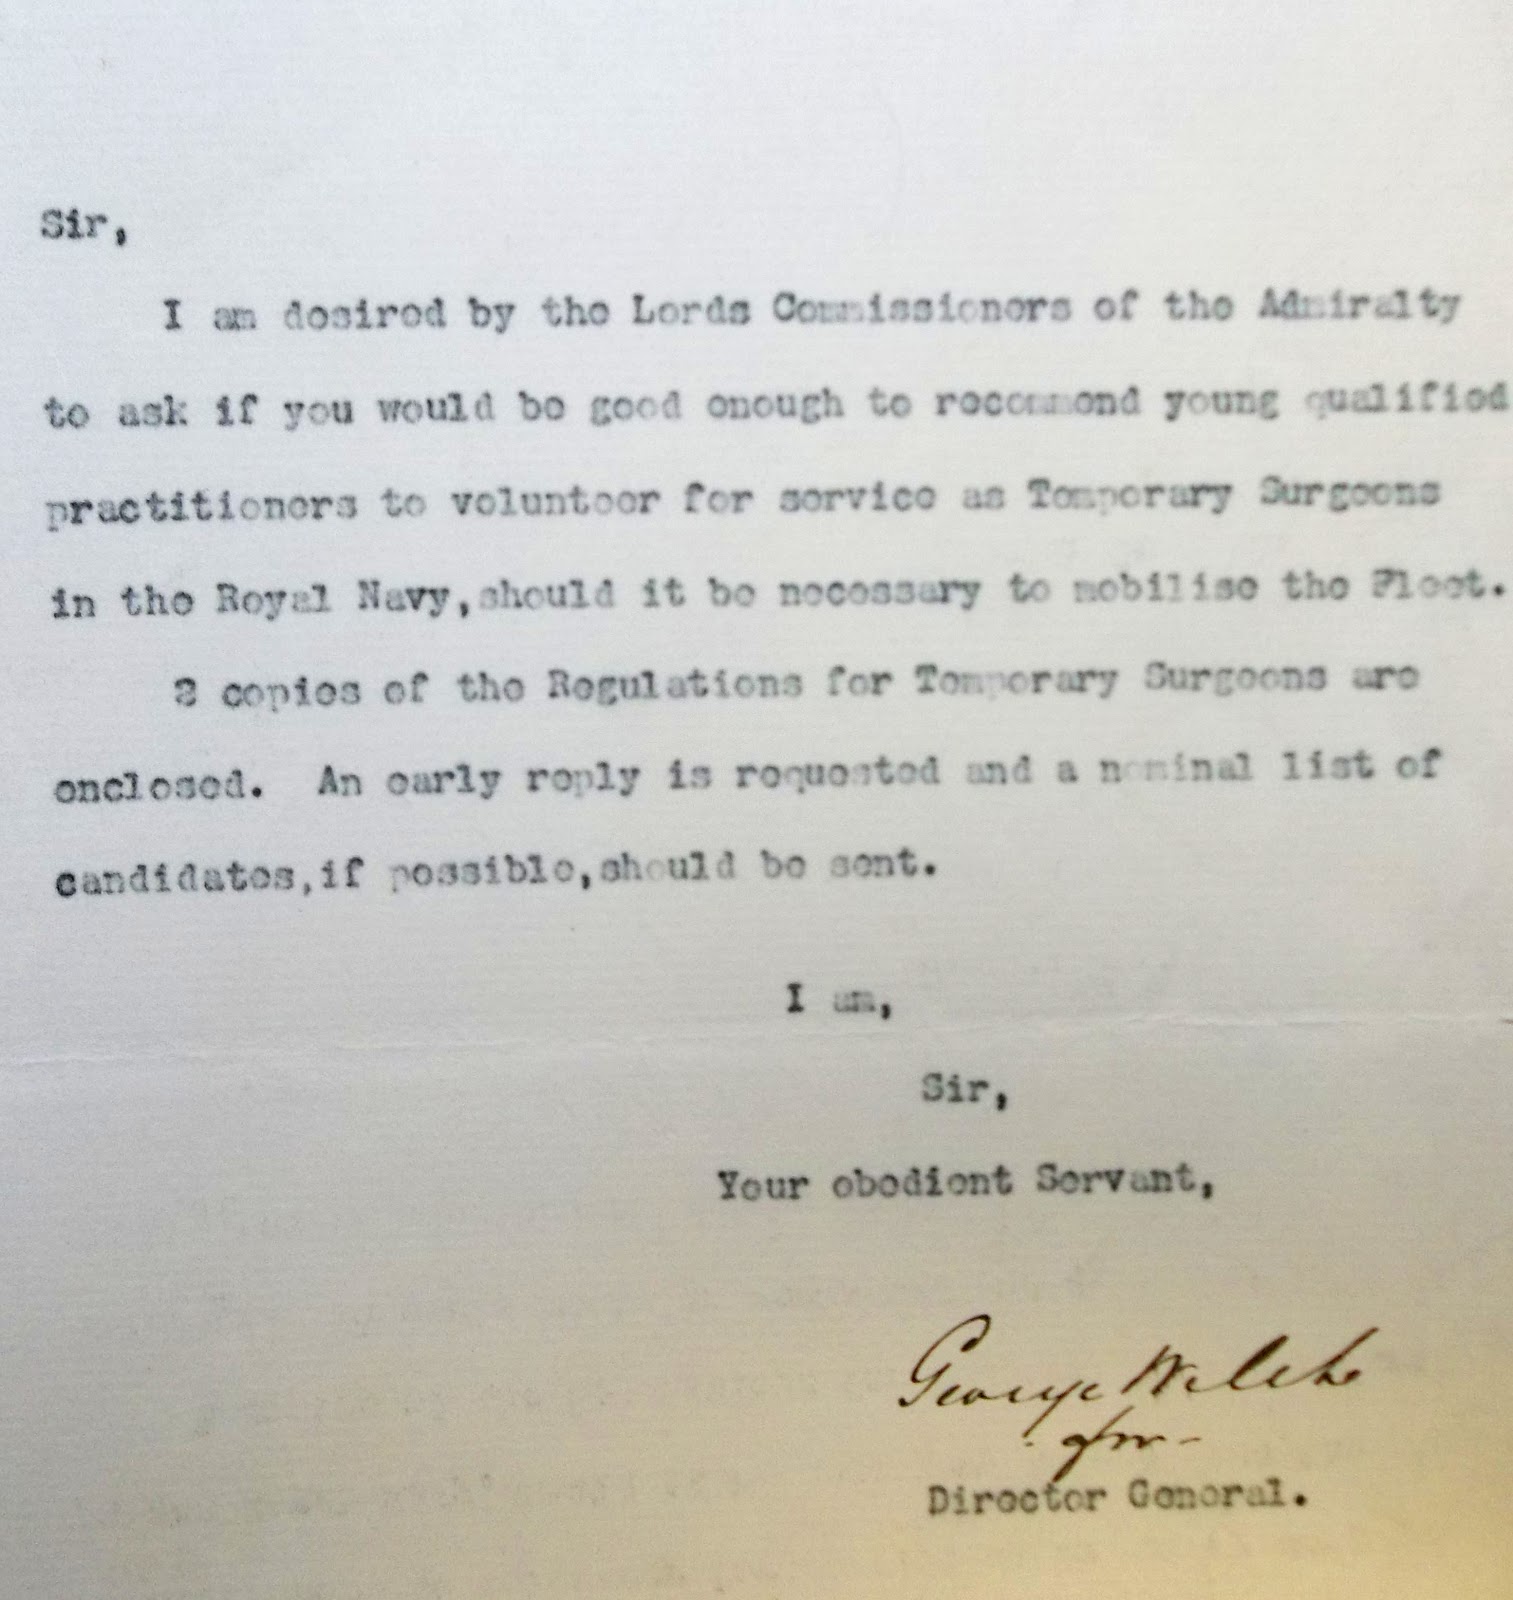 Sir,
I am desired by the Lords Commissioners of the Admiralty
to ask if you would be good enough to recommend young qualified
practitioners to volunteer for service as Temporary Surgeons
in the Royal Navy,should it be necessary to mobilise the Fleet.
2 copies of the Regulations for Temporary Surgeons are
enclosed. An early reply is requested and a nominal list of
candidates,if possible,should be sent.
I am,
Sir,
Your obedient Servant,
George Welch
for
Director General.